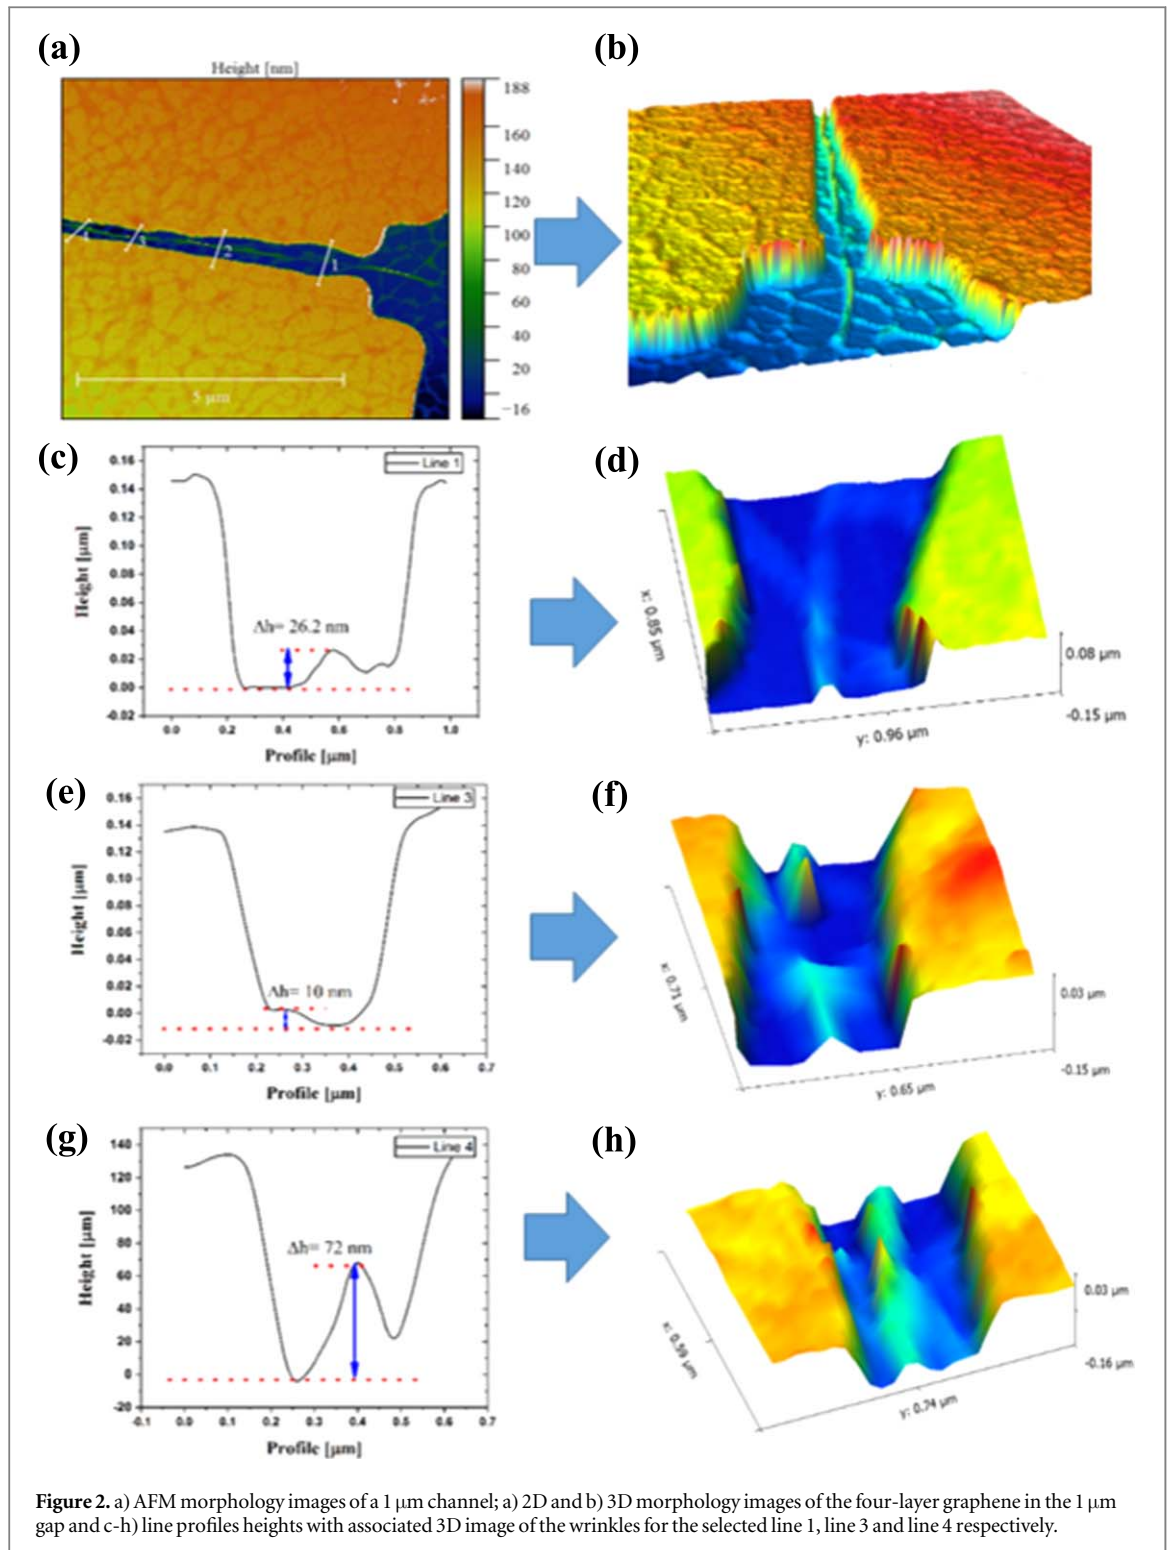 (a)
(b)
Height [nm]
188
160
140
120
100
80
60
40
20
−16
4
3
2
1
5 µm
(c)
(d)
Line 1
0.16
0.14
0.12
0.10
0.08
0.06
0.04
0.02
0.00
-0.02
Height [µm]
Δh= 26.2 nm
0.0 0.2 0.4 0.6 0.8 1.0
Profile [µm]
x: 0.85 µm
y: 0.96 µm
0.08 µm
-0.15 µm
(e)
(f)
Line 3
0.16
0.14
0.12
0.10
0.08
0.06
0.04
0.02
0.00
-0.02
Height [µm]
Δh= 10 nm
0.0 0.1 0.2 0.3 0.4 0.5 0.6 0.7
Profile [µm]
x: 0.71 µm
y: 0.65 µm
0.03 µm
-0.15 µm
(g)
(h)
Line 4
140
120
100
80
60
40
20
0
-20
Height [µm]
Δh= 72 nm
-0.1 0.0 0.1 0.2 0.3 0.4 0.5 0.6 0.7
Profile [µm]
x: 0.59 µm
y: 0.74 µm
0.03 µm
-0.16 µm
Figure 2. a) AFM morphology images of a 1 µm channel; a) 2D and b) 3D morphology images of the four-layer graphene in the 1 µm
gap and c-h) line profiles heights with associated 3D image of the wrinkles for the selected line 1, line 3 and line 4 respectively.